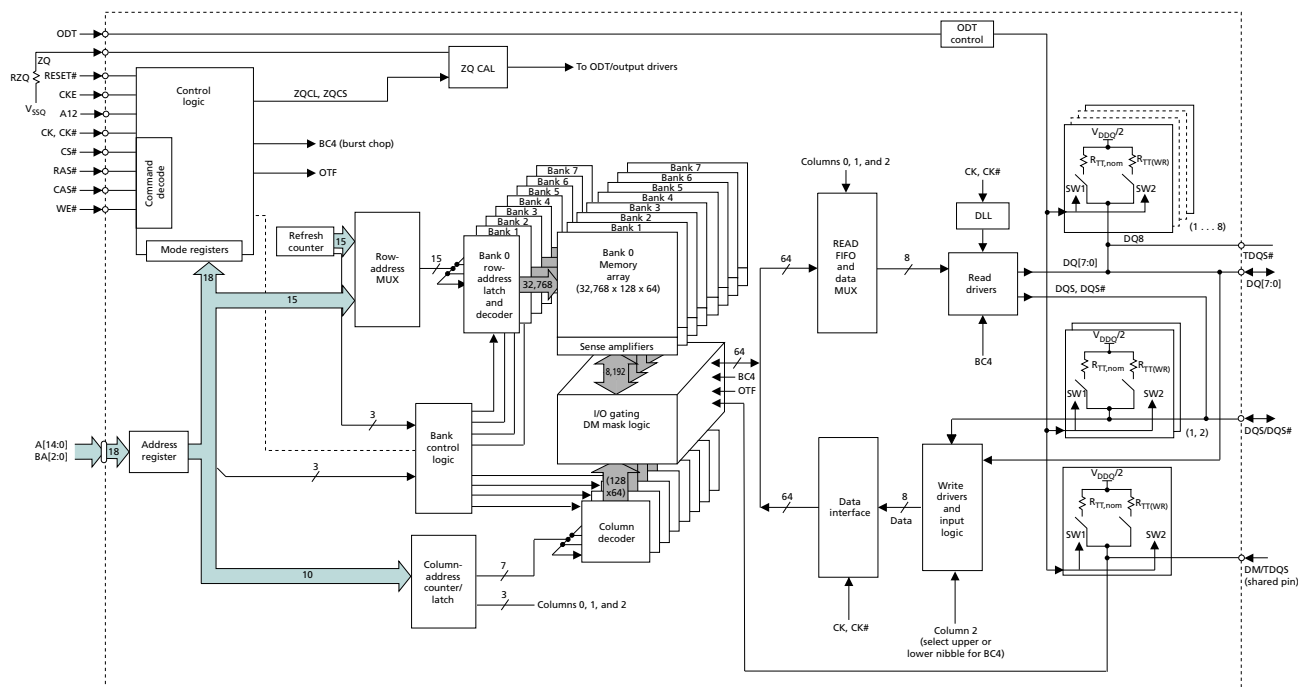 ODT
ODT
control
ZQ
RZQ
VSSQ
ZQ CAL
To ODT/output drivers
RESET#
CKE
A12
CK, CK#
CS#
RAS#
CAS#
WE#
Control
logic
Command
decode
Mode registers
ZQCL, ZQCS
BC4 (burst chop)
OTF
Refresh
counter
15
Row-
address
MUX
15
15
18
Bank 7
Bank 6
Bank 5
Bank 4
Bank 3
Bank 2
Bank 1
Bank 0
row-
address
latch
and
decoder
32,768
Bank 7
Bank 6
Bank 5
Bank 4
Bank 3
Bank 2
Bank 1
Bank 0
Memory
array
(32,768 x 128 x 64)
Sense amplifiers
8,192
64
BC4
OTF
I/O gating
DM mask logic
(128
x64)
Column
decoder
A[14:0]
BA[2:0]
18
Address
register
3
3
Bank
control
logic
10
Column-
address
counter/
latch
7
3
Columns 0, 1, and 2
Columns 0, 1, and 2
64
READ
FIFO
and
data
MUX
8
CK, CK#
DLL
Read
drivers
BC4
DQ8
DQ[7:0]
DQS, DQS#
64
Data
interface
8
Data
CK, CK#
Write
drivers
and
input
logic
Column 2
(select upper or
lower nibble for BC4)
VDDQ/2
RTT,nom
RTT(WR)
SW1
SW2
(1 . . . 8)
TDQS#
DQ[7:0]
VDDQ/2
RTT,nom
RTT(WR)
SW1
SW2
(1, 2)
DQS/DQS#
VDDQ/2
RTT,nom
RTT(WR)
SW1
SW2
DM/TDQS
(shared pin)